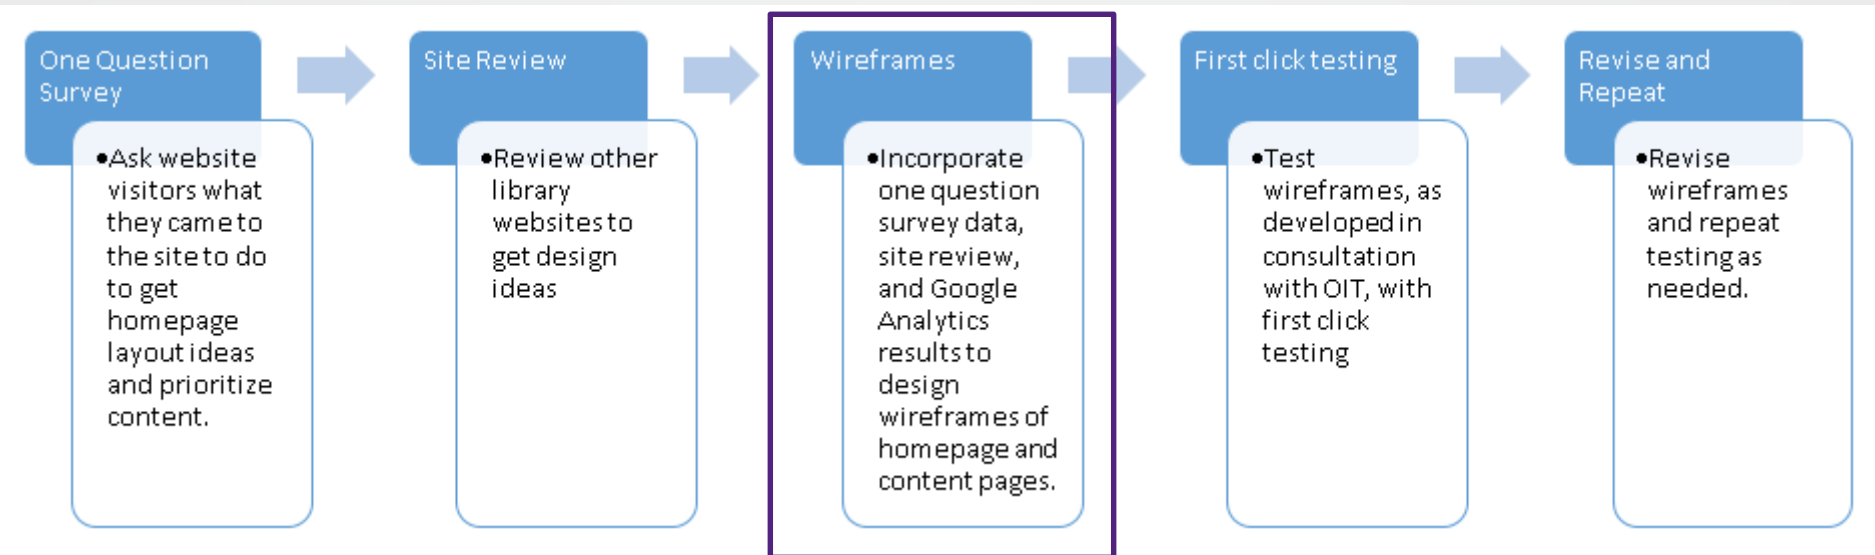 One Question
Survey
•Ask website
visitors what
they came to
the site to do
to get
homepage
layout ideas
and prioritize
content.
Site Review
•Review other
library
websites to
get design
ideas
Wireframes
•Incorporate
one question
survey data,
site review,
and Google
Analytics
results to
design
wireframes of
homepage and
content pages.
First click testing
•Test
wireframes, as
developed in
consultation
with OIT, with
first click
testing
Revise and
Repeat
•Revise
wireframes
and repeat
testing as
needed.